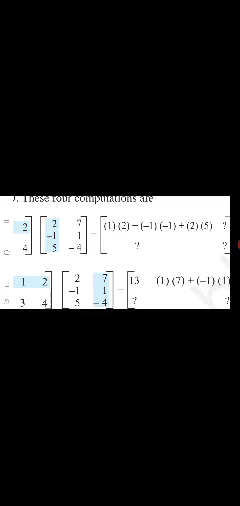 ). These four computations are
2] [2 7] = [(1) (2) + (–1) (–1) + (2) (5) ?]
[–1 1]
4] [5 – 4] [? ?]
1 2] [2 7] = [13 (1) (7) + (–1) (1)
[–1 1]
3 4] [5 – 4] [? ?